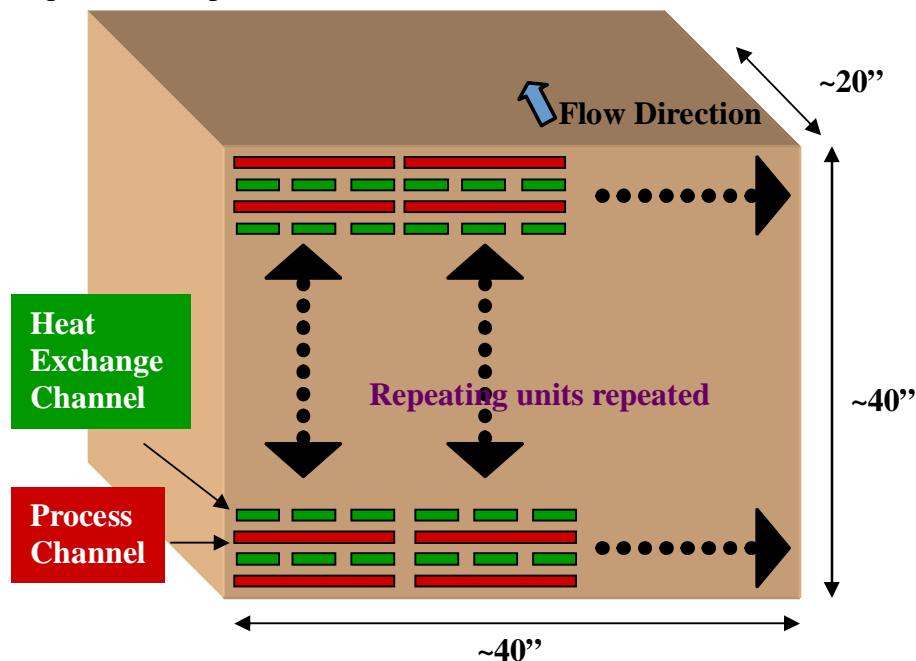 ~20”
Flow Direction
Heat
Exchange
Channel
Repeating units repeated
~40”
Process
Channel
~40”